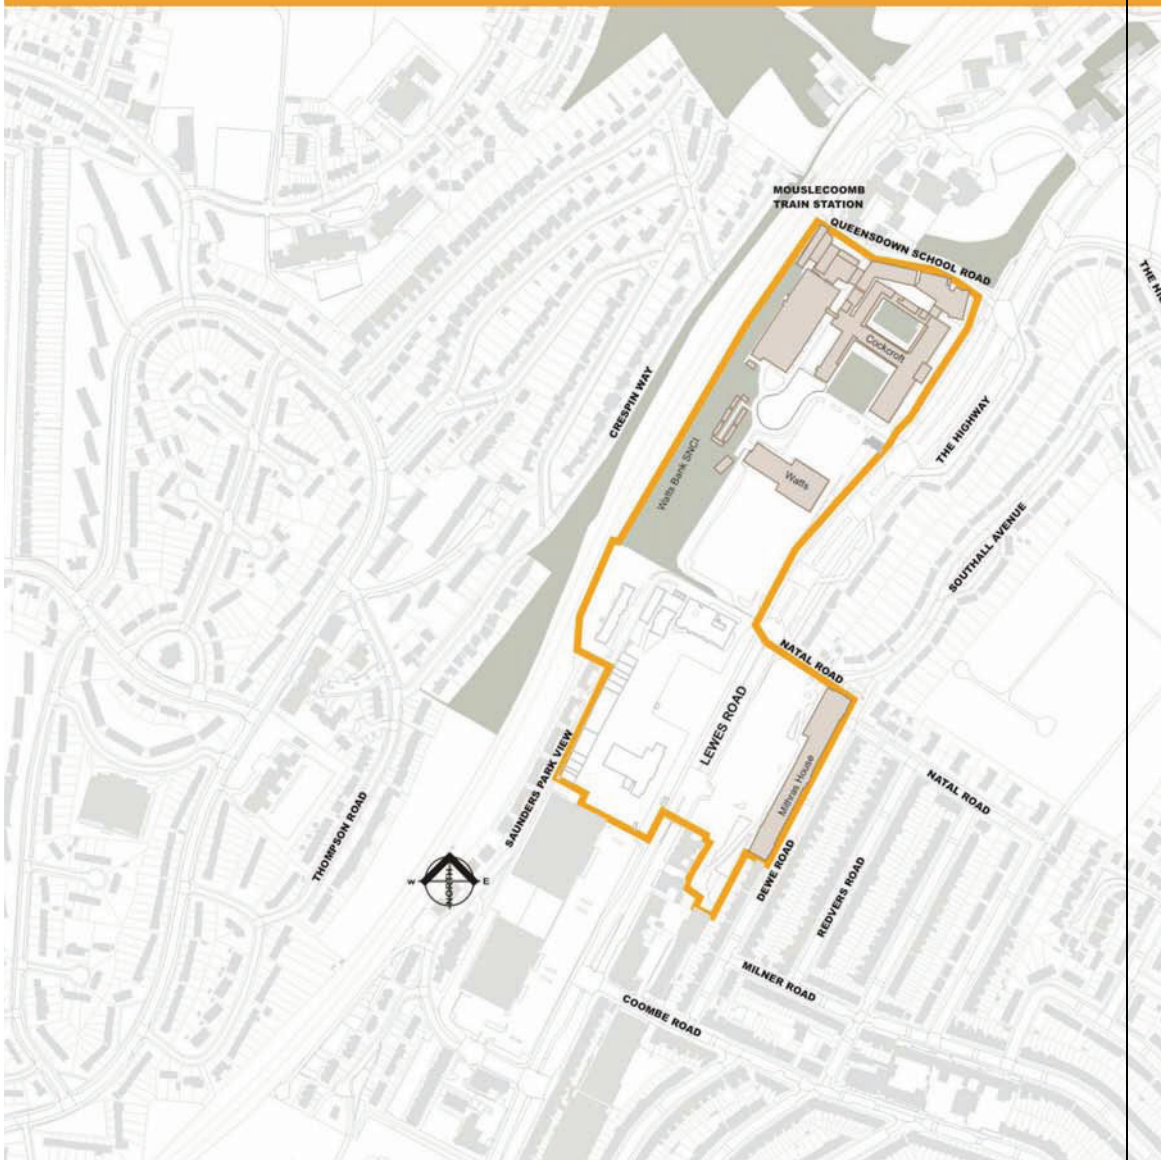 MOUSLECOOMB
TRAIN STATION
QUEENSDOWN SCHOOL ROAD
THE HI
Cockcroft
CRESPIN WAY
THE HIGHWAY
Watts Bank SNCI
Watts
SOUTHALL AVENUE
NATAL ROAD
LEWES ROAD
SAUNDERS PARK VIEW
Mithras House
NATAL ROAD
THOMPSON ROAD
W
E
NORTH
DEWE ROAD
REDVERS ROAD
MILNER ROAD
COOMBE ROAD